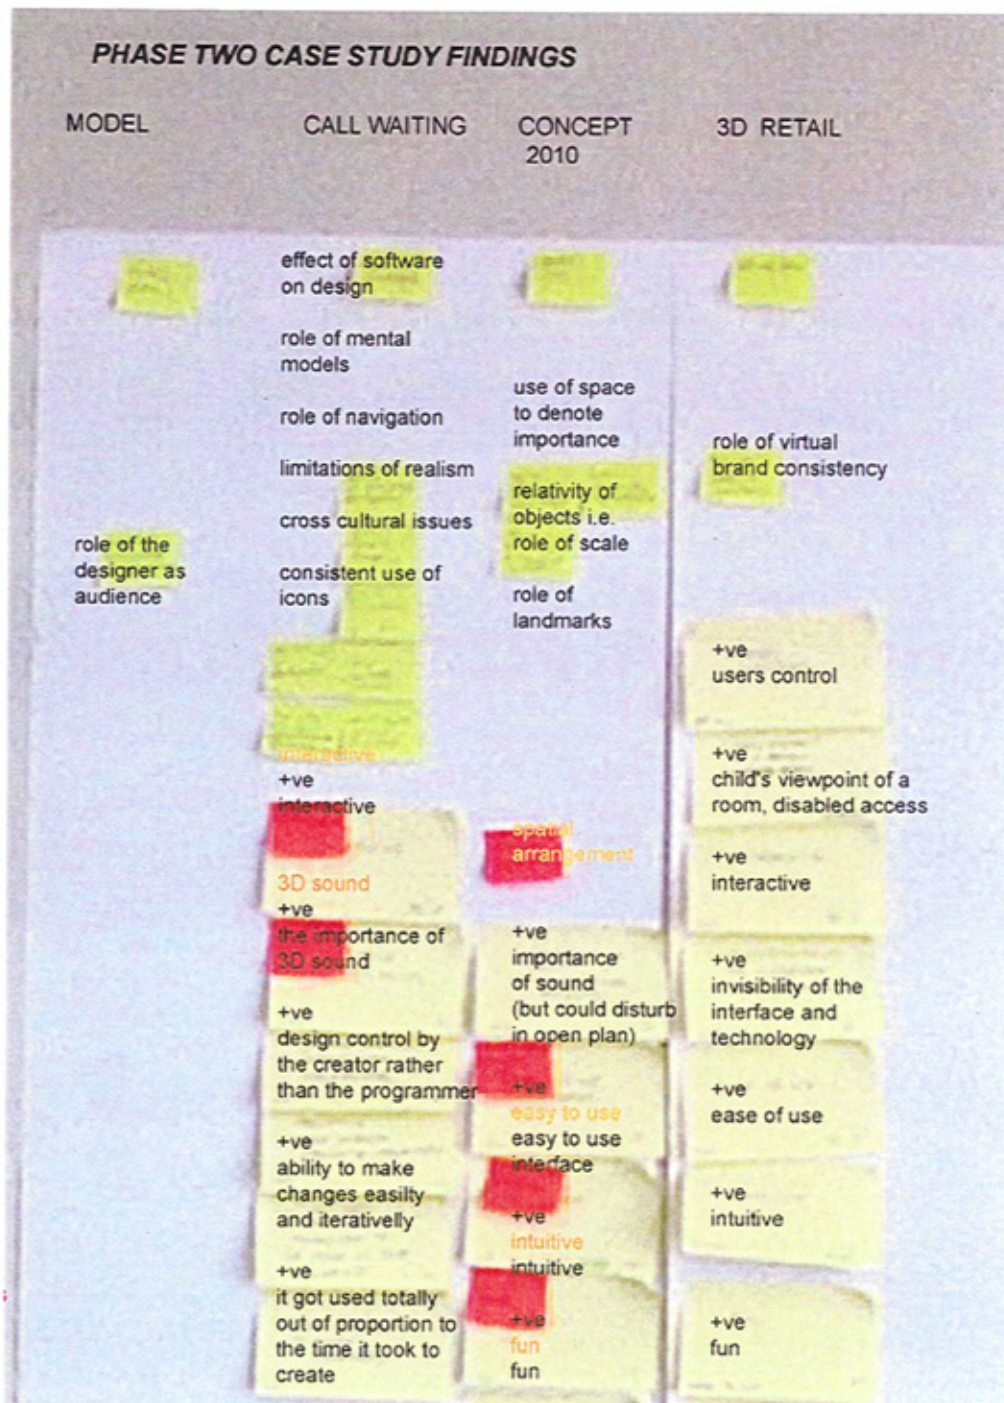 PHASE TWO CASE STUDY FINDINGS
MODEL
role of the
designer as
audience
CALL WAITING
effect of software
on design
role of mental
models
role of navigation
limitations of realism
cross cultural issues
consistent use of
icons
interactive
+ve
interactive
3D sound
+ve
the importance of
3D sound
+ve
design control by
the creator rather
than the programmer
+ve
ability to make
changes easilty
and iterativelly
+ve
it got used totally
out of proportion to
the time it took to
create
CONCEPT
2010
use of space
to denote
importance
relativity of
objects i.e.
role of scale
role of
landmarks
spatial
arrangement
+ve
importance
of sound
(but could disturb
in open plan)
+ve
easy to use
easy to use
interface
+ve
intuitive
intuitive
+ve
fun
fun
3D RETAIL
role of virtual
brand consistency
+ve
users control
+ve
child's viewpoint of a
room, disabled access
+ve
interactive
+ve
invisibility of the
interface and
technology
+ve
ease of use
+ve
intuitive
+ve
fun